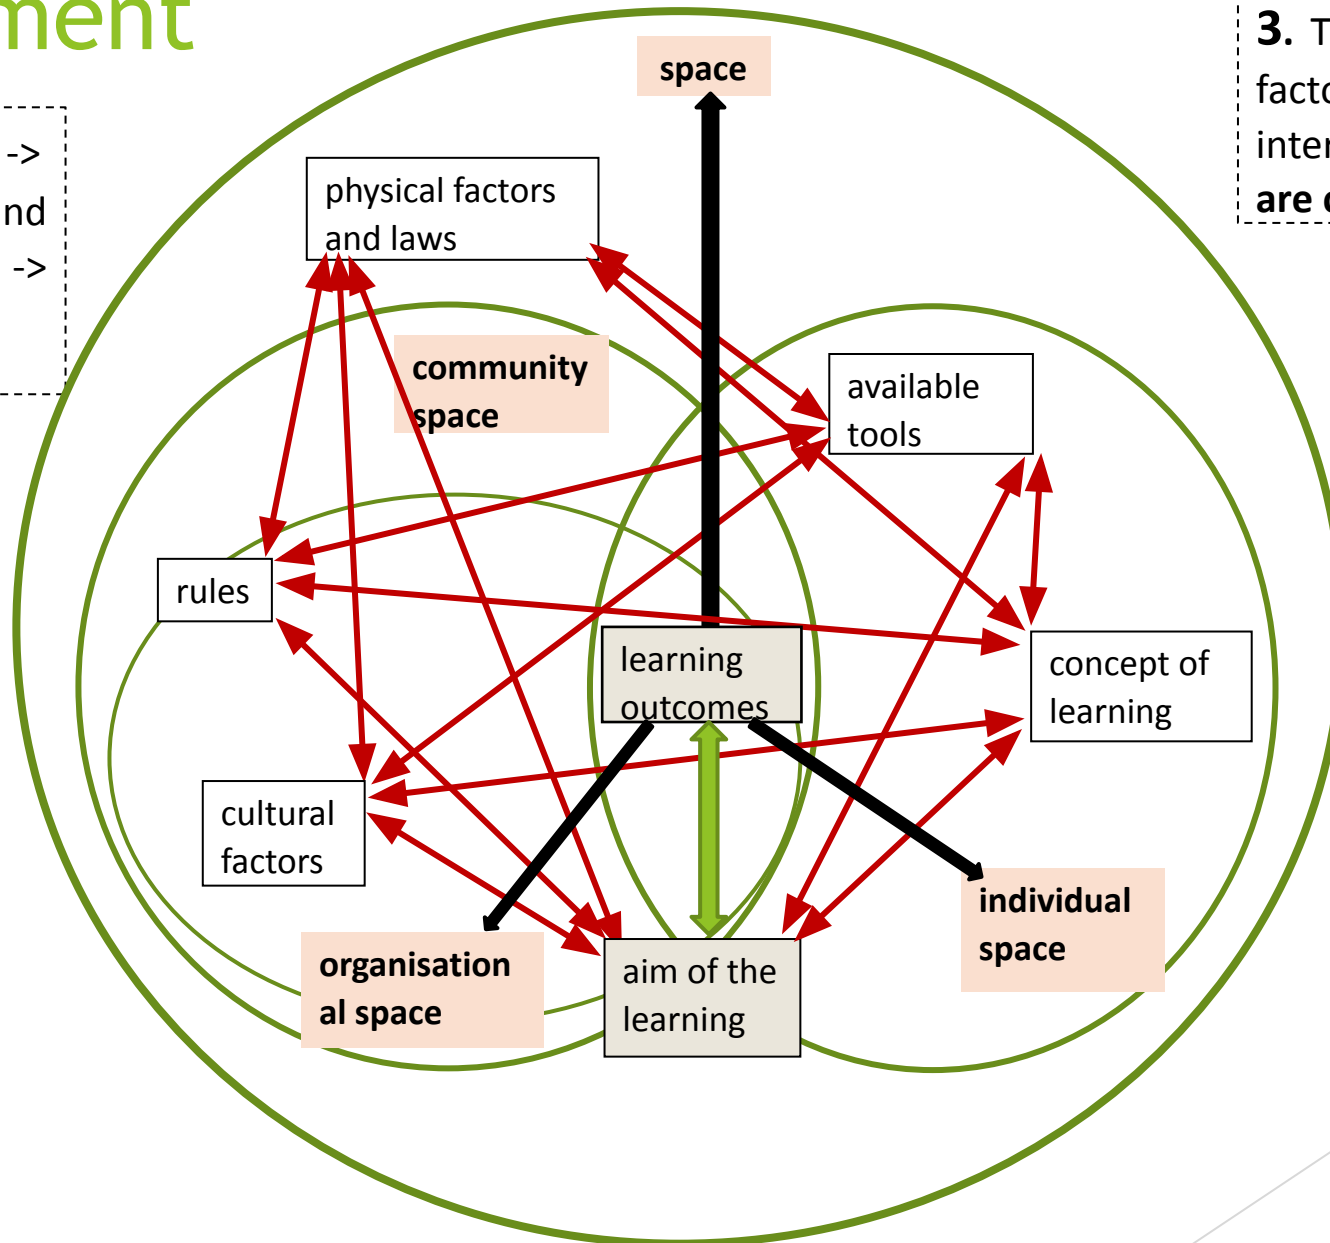 ment
->
nd
->
3. T
facto
inter
are c
space
physical factors
and laws
community
space
available
tools
rules
learning
outcomes
concept of
learning
cultural
factors
individual
space
organisation
al space
aim of the
learning